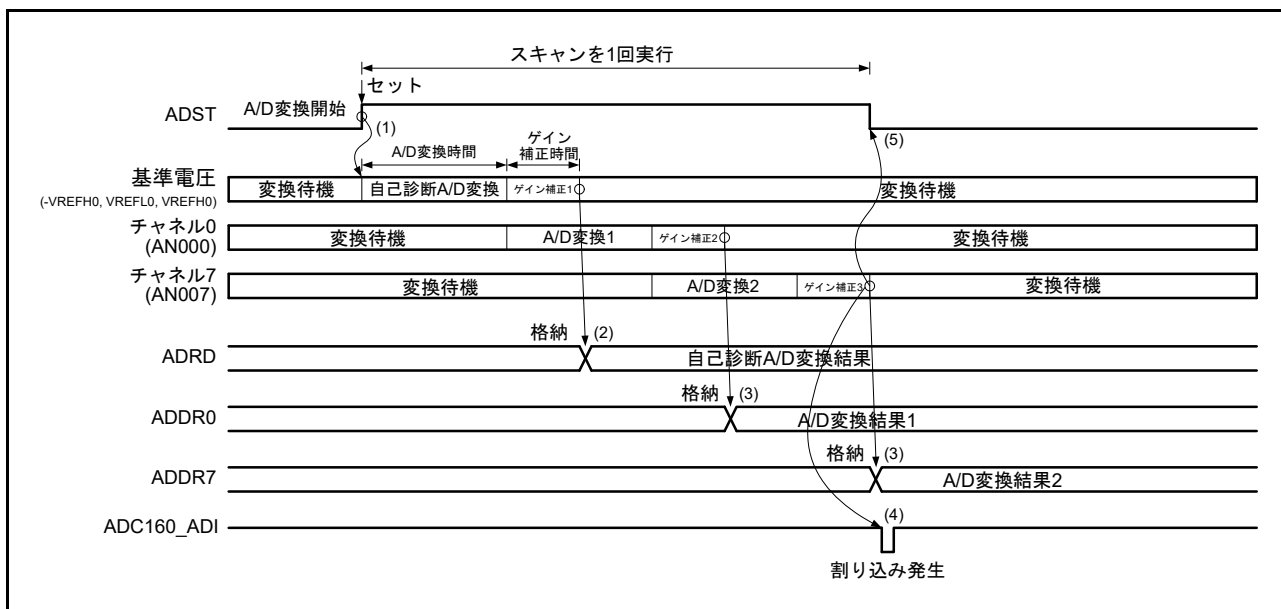 スキャンを1回実行
セット
ADST
A/D変換開始
(1)
(5)
A/D変換時間
ゲイン
補正時間
基準電圧
(-VREFH0, VREFL0, VREFH0)
変換待機
自己診断A/D変換
ゲイン補正1
変換待機
チャネル0
(AN000)
変換待機
A/D変換1
ゲイン補正2
変換待機
チャネル7
(AN007)
変換待機
A/D変換2
ゲイン補正3
変換待機
格納
(2)
ADRD
自己診断A/D変換結果
格納
(3)
ADDR0
A/D変換結果1
格納
(3)
ADDR7
A/D変換結果2
(4)
ADC160_ADI
割り込み発生